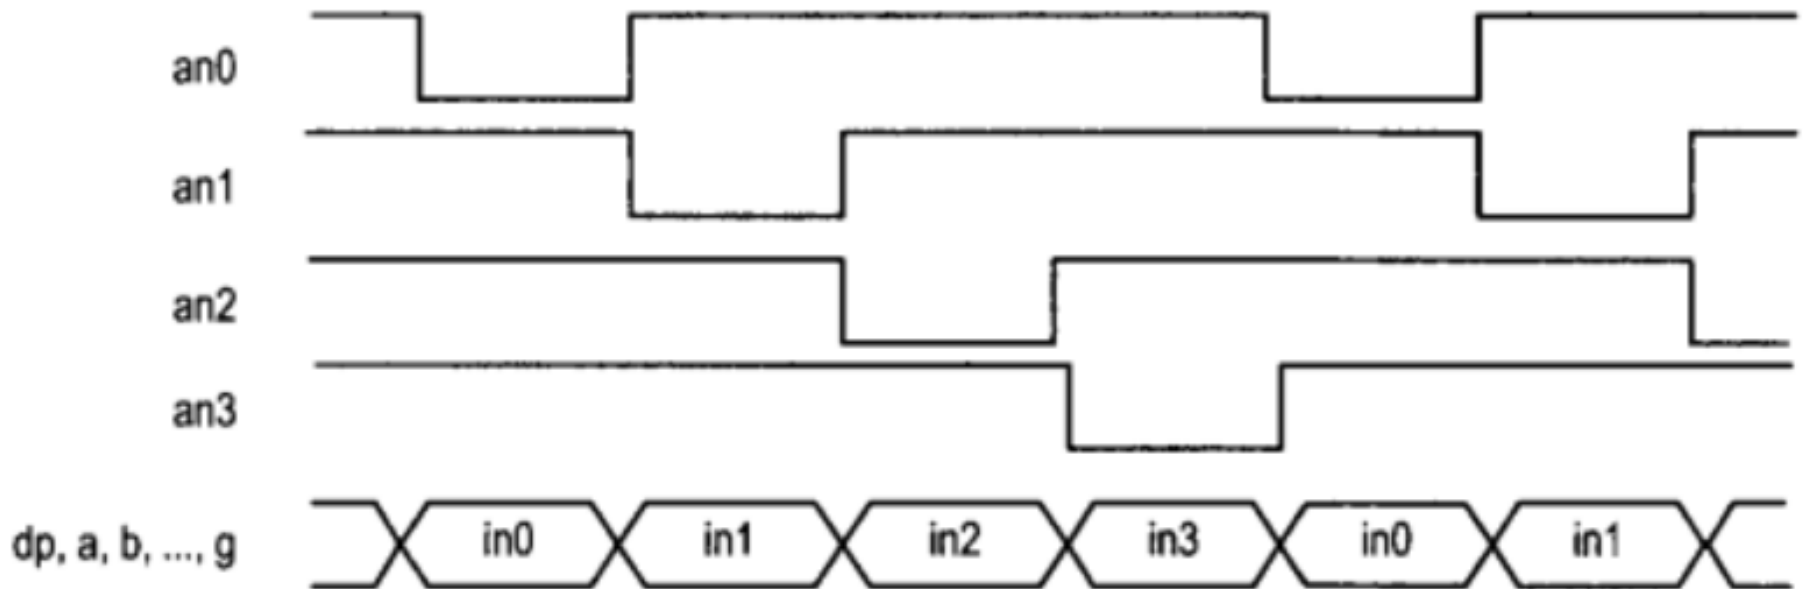 an0
an1
an2
an3
dp, a, b, ..., g in0 in1 in2 in3 in0 in1